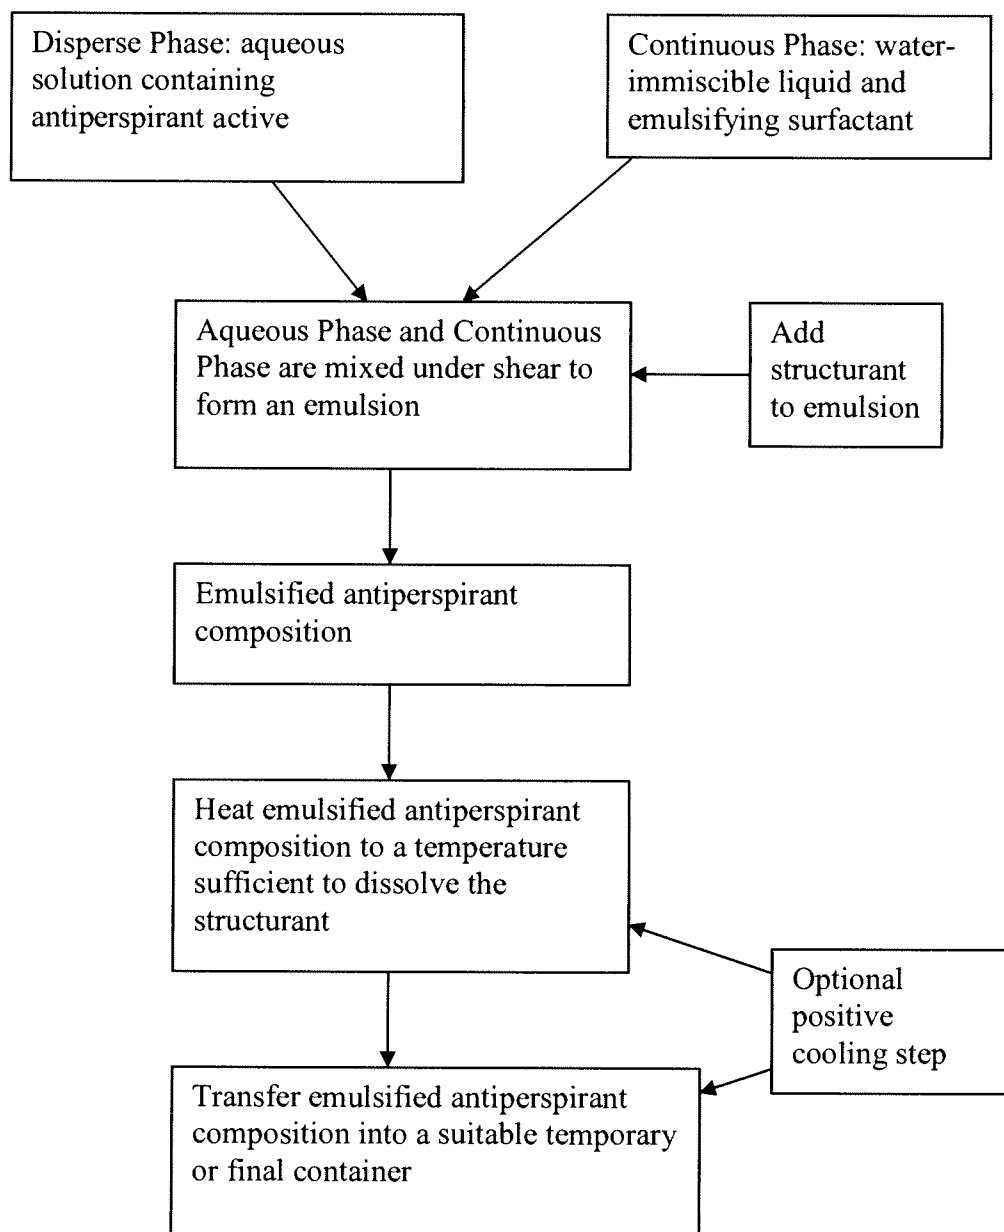 Disperse Phase: aqueous
solution containing
antiperspirant active
Continuous Phase: water-
immiscible liquid and
emulsifying surfactant
Aqueous Phase and Continuous
Phase are mixed under shear to
form an emulsion
Add
structurant
to emulsion
Emulsified antiperspirant
composition
Heat emulsified antiperspirant
composition to a temperature
sufficient to dissolve the
structurant
Optional
positive
cooling step
Transfer emulsified antiperspirant
composition into a suitable temporary
or final container